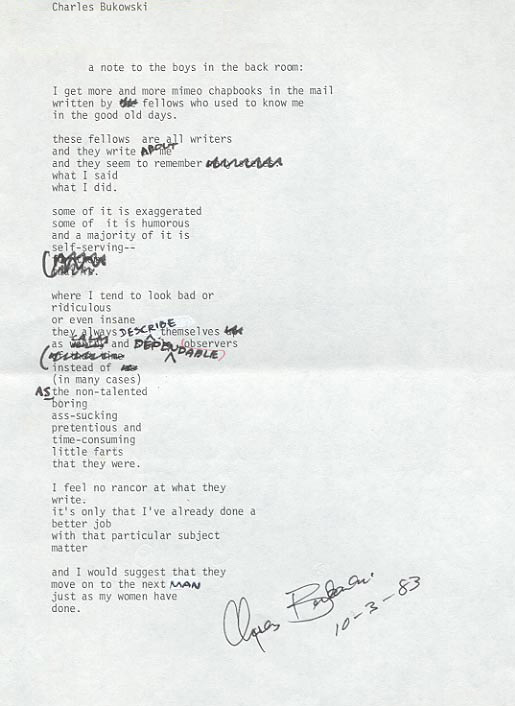 Charles Bukowski
a note to the boys in the back room:
I get more and more mimeo chapbooks in the mail
written by fellows who used to know me
in the good old days.
these fellows are all writers
and they write ABOUT me
and they seem to remember
what I said
what I did.
some of it is exaggerated
some of it is humorous
and a majority of it is
self-serving--
where I tend to look bad or
ridiculous
or even insane
they always DESCRIBE themselves
as and DEPENDABLE observers
instead of
(in many cases)
AS the non-talented
boring
ass-sucking
pretentious and
time-consuming
little farts
that they were.
I feel no rancor at what they
write.
it's only that I've already done a
better job
with that particular subject
matter
and I would suggest that they
move on to the next MAN
just as my women have
done.
Charles Bukowski
10-3-83